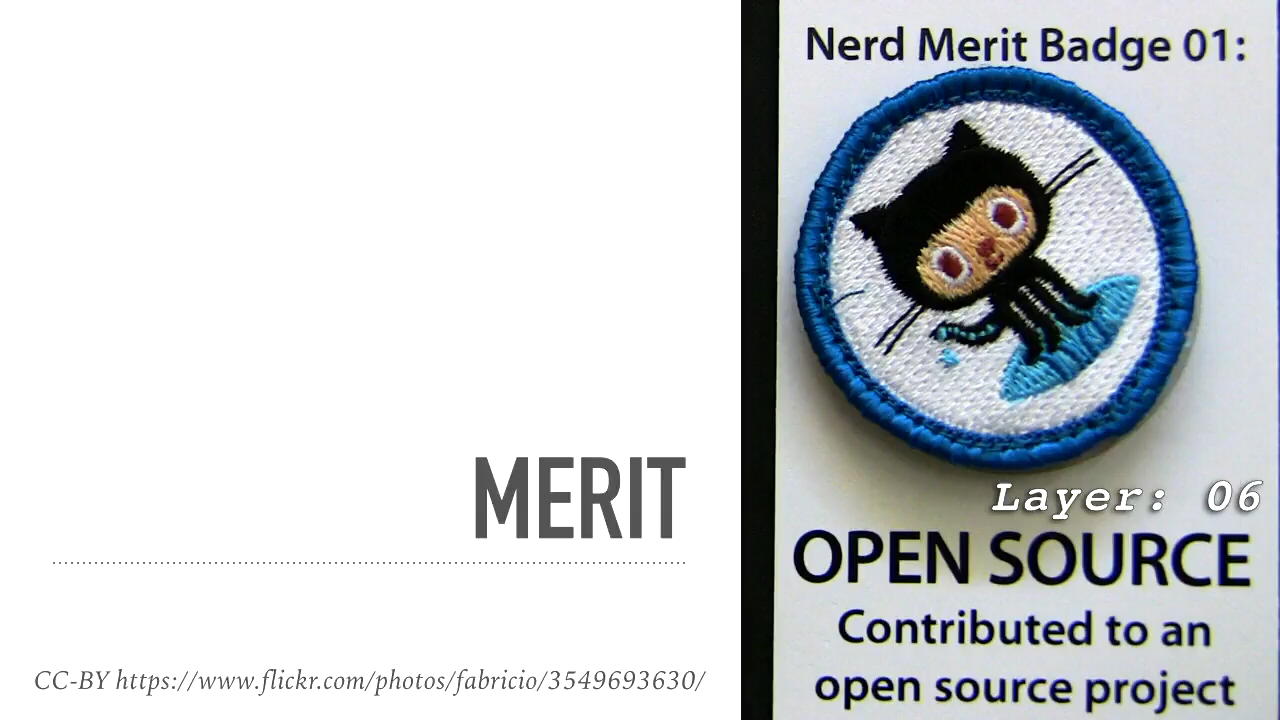 MERIT
CC-BY https://www.flickr.com/photos/fabricio/3549693630/
Nerd Merit Badge 01:
Layer: 06
OPEN SOURCE
Contributed to an
open source project